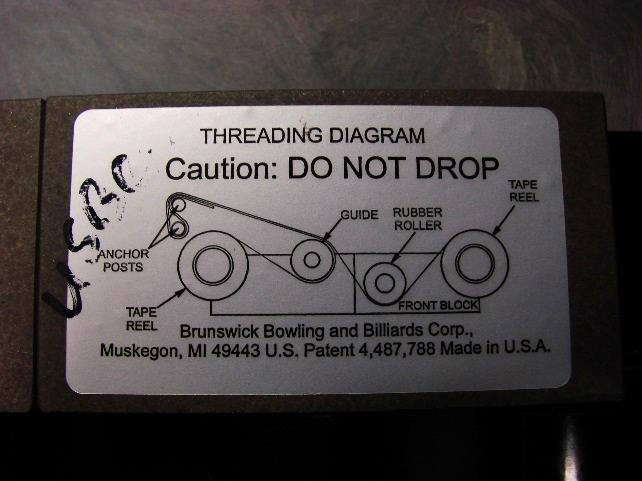 THREADING DIAGRAM
Caution: DO NOT DROP
USBC
TAPE
REEL
GUIDE
RUBBER
ROLLER
ANCHOR
POSTS
TAPE
REEL
FRONT BLOCK
Brunswick Bowling and Billiards Corp.,
Muskegon, MI 49443 U.S. Patent 4,487,788 Made in U.S.A.